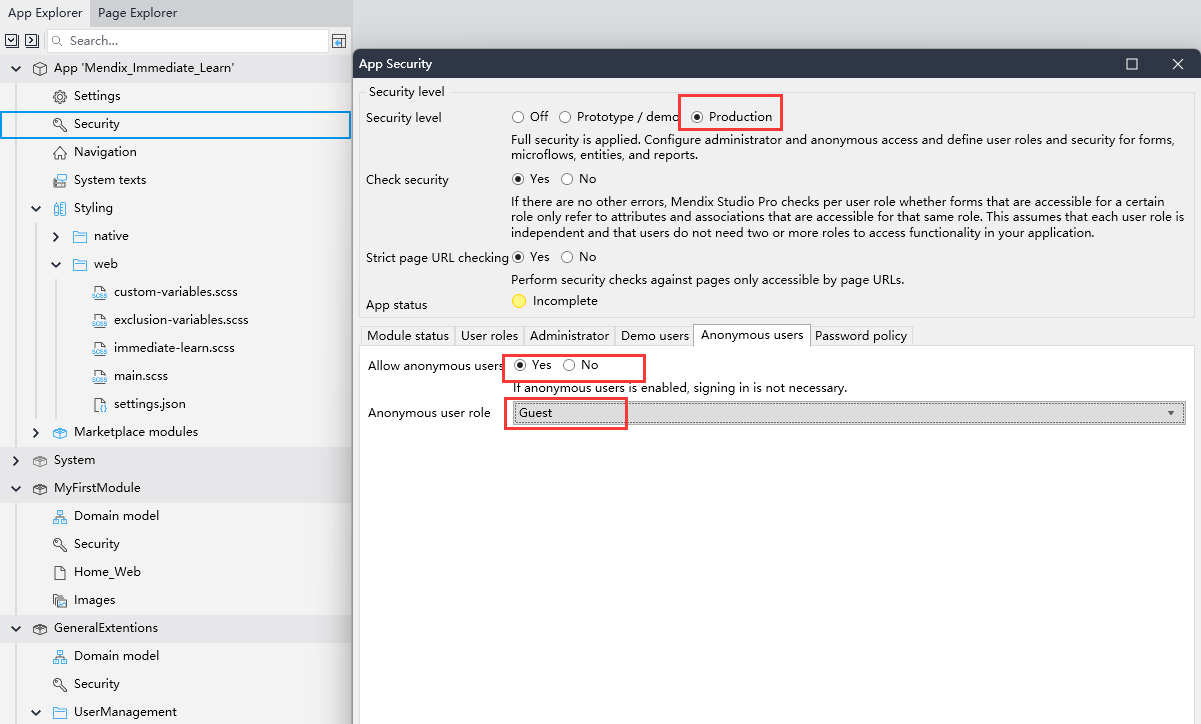 App Explorer
Page Explorer
Search...
App 'Mendix_Immediate_Learn'
Settings
Security
Navigation
System texts
Styling
native
web
custom-variables.scss
exclusion-variables.scss
immediate-learn.scss
main.scss
settings.json
Marketplace modules
System
MyFirstModule
Domain model
Security
Home_Web
Images
GeneralExtentions
Domain model
Security
UserManagement
App Security
Security level
Security level Off Prototype / demo Production
Full security is applied. Configure administrator and anonymous access and define user roles and security for forms,
microflows, entities, and reports.
Check security Yes No
If there are no other errors, Mendix Studio Pro checks per user role whether forms that are accessible for a certain
role only refer to attributes and associations that are accessible for that same role. This assumes that each user role is
independent and that users do not need two or more roles to access functionality in your application.
Strict page URL checking Yes No
Perform security checks against pages only accessible by page URLs.
App status Incomplete
Module status User roles Administrator Demo users Anonymous users Password policy
Allow anonymous users Yes No
If anonymous users is enabled, signing in is not necessary.
Anonymous user role Guest